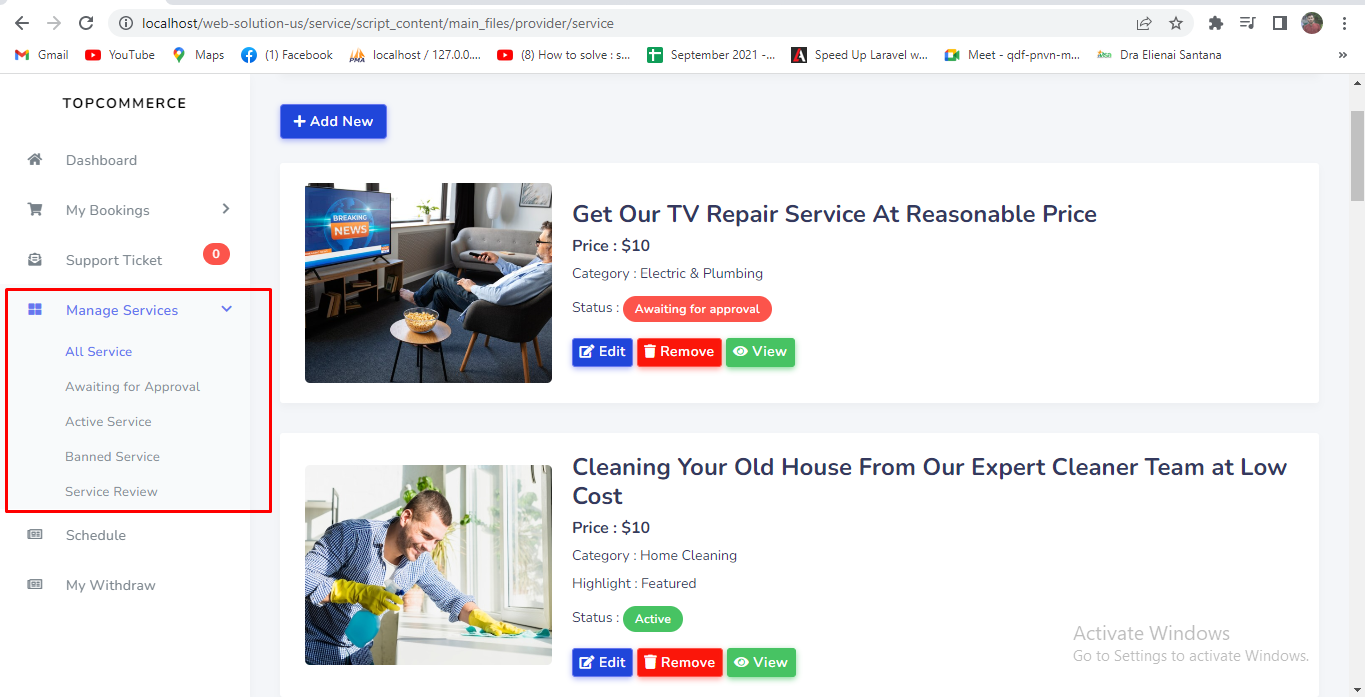 localhost/web-solution-us/service/script_content/main_files/provider/service
Gmail
YouTube
Maps
(1) Facebook
localhost / 127.0.0....
(8) How to solve : s...
September 2021 -...
Speed Up Laravel w...
Meet - qdf-pnvn-m...
Dra Elienai Santana
»
TOPCOMMERCE
Dashboard
My Bookings
Support Ticket
0
Manage Services
All Service
Awaiting for Approval
Active Service
Banned Service
Service Review
Schedule
My Withdraw
+ Add New
BREAKING
NEWS
Get Our TV Repair Service At Reasonable Price
Price : $10
Category : Electric & Plumbing
Status : Awaiting for approval
Edit Remove View
Cleaning Your Old House From Our Expert Cleaner Team at Low
Cost
Price : $10
Category : Home Cleaning
Highlight : Featured
Status : Active
Edit Remove View
Activate Windows
Go to Settings to activate Windows.